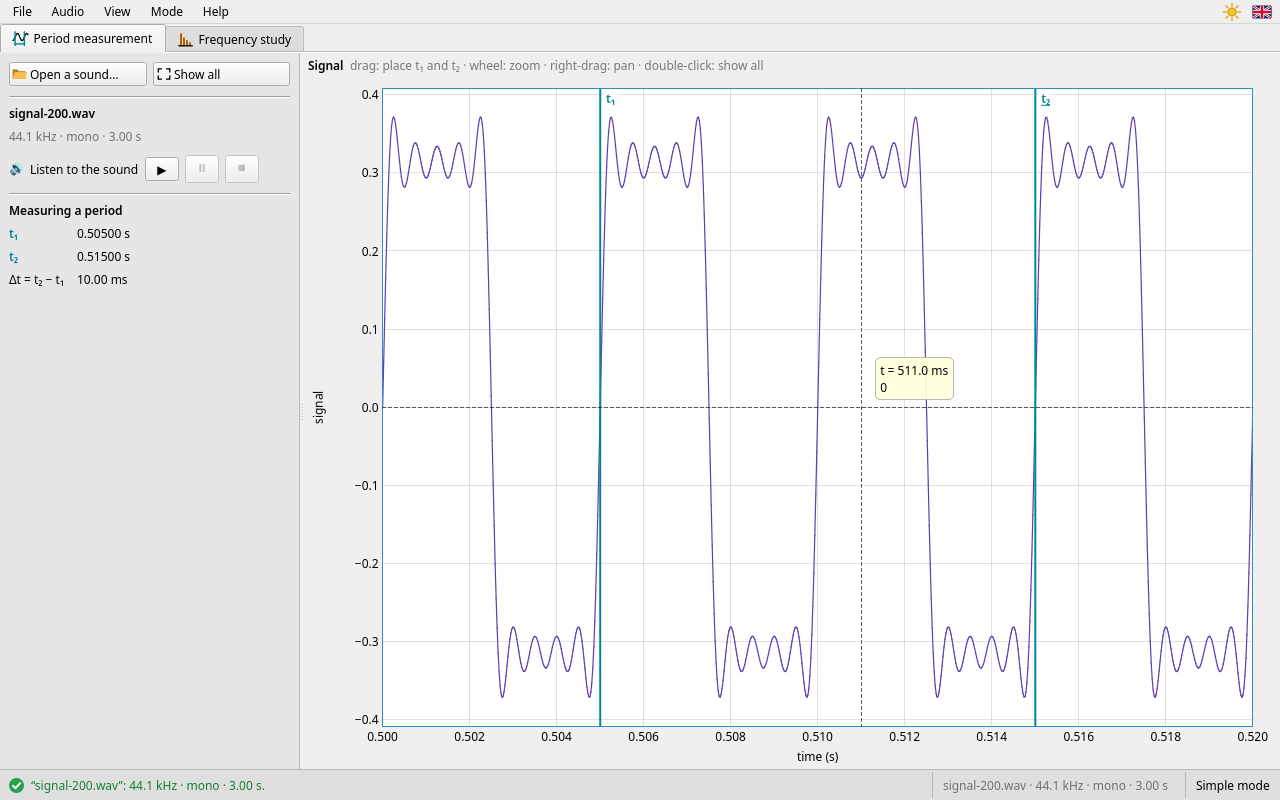 File Audio View Mode Help
Period measurement Frequency study
Open a sound... Show all
signal-200.wav
44.1 kHz · mono · 3.00 s
Listen to the sound
Measuring a period
t₁ 0.50500 s
t₂ 0.51500 s
Δt = t₂ − t₁ 10.00 ms
Signal drag: place t₁ and t₂ · wheel: zoom · right-drag: pan · double-click: show all
t₁ t₂
0.4
0.3
0.2
0.1
0.0
−0.1
−0.2
−0.3
−0.4
signal
t = 511.0 ms
0
0.500 0.502 0.504 0.506 0.508 0.510 0.512 0.514 0.516 0.518 0.520
time (s)
“signal-200.wav”: 44.1 kHz · mono · 3.00 s.
signal-200.wav · 44.1 kHz · mono · 3.00 s
Simple mode